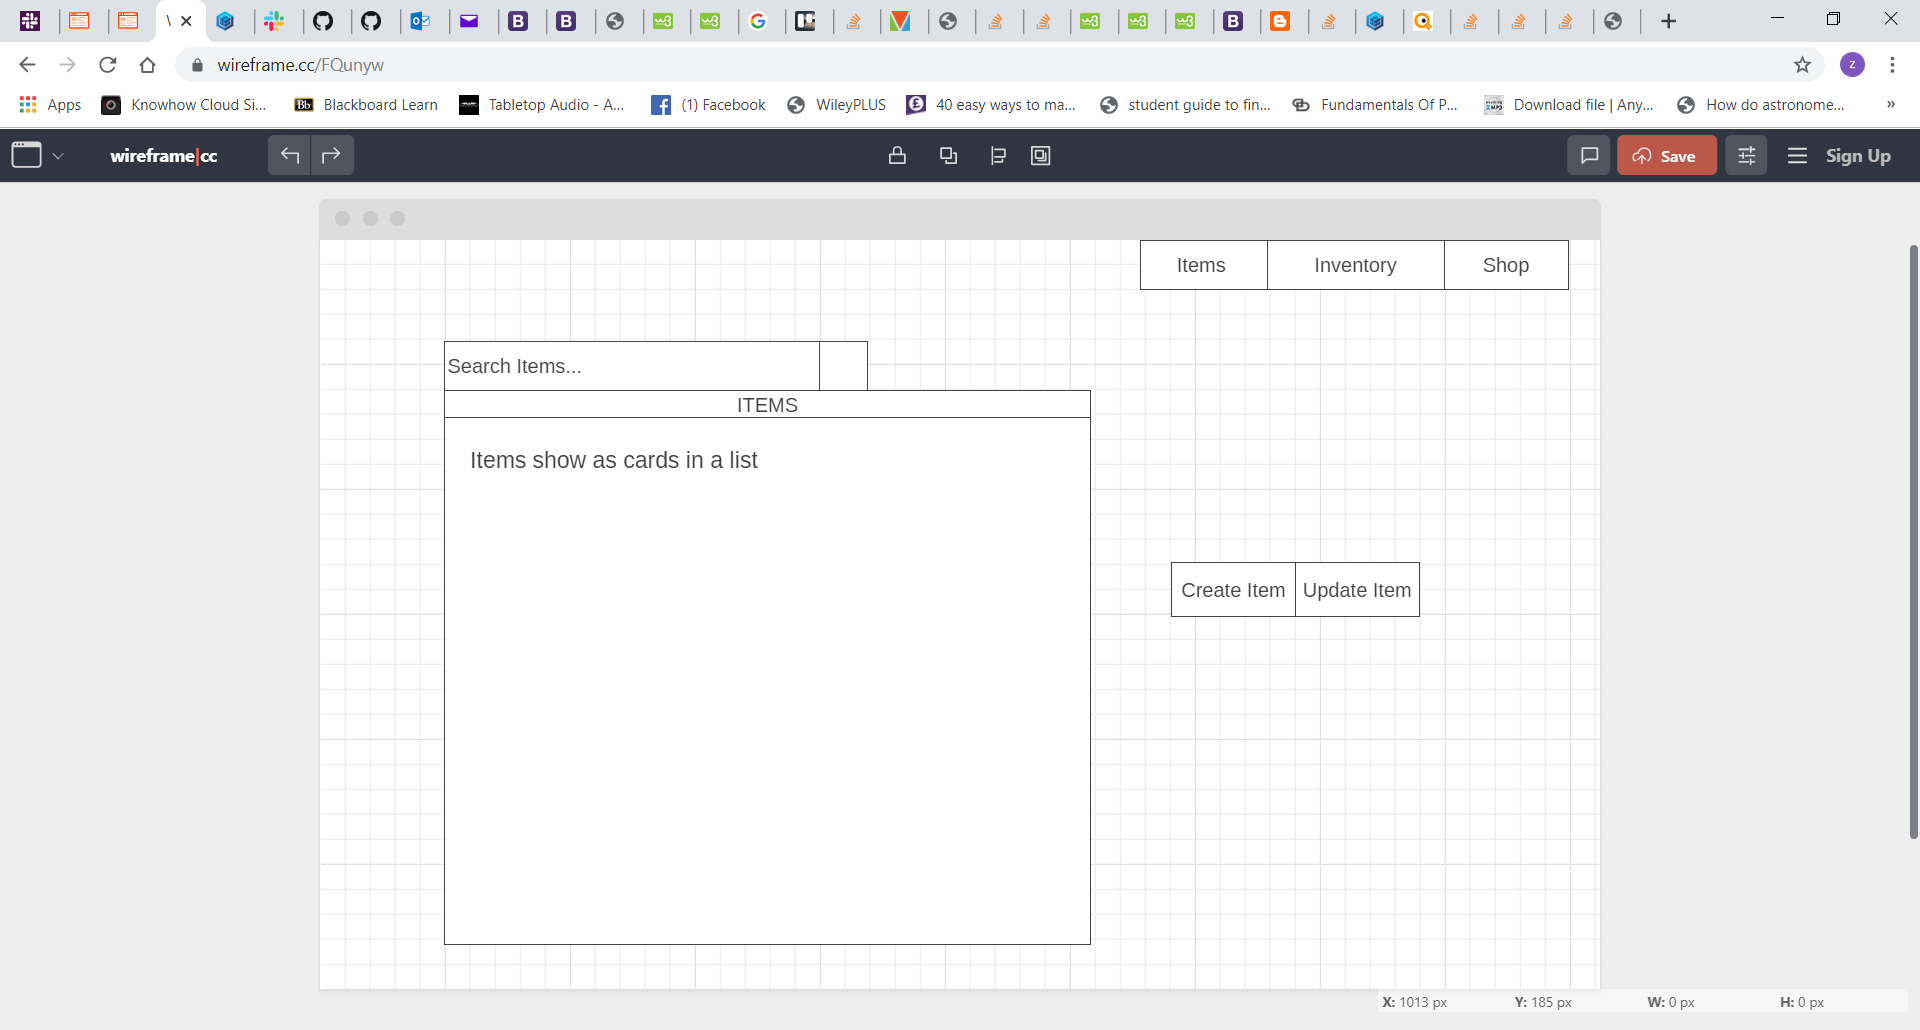 wireframe.cc/FQunyw
Apps
Knowhow Cloud Si...
Blackboard Learn
Tabletop Audio - A...
(1) Facebook
WileyPLUS
40 easy ways to ma...
student guide to fin...
Fundamentals Of P...
Download file | Any...
How do astronome...
»
wireframe|cc
Save
Sign Up
Items
Inventory
Shop
Search Items...
ITEMS
Items show as cards in a list
Create Item
Update Item
X: 1013 px
Y: 185 px
W: 0 px
H: 0 px